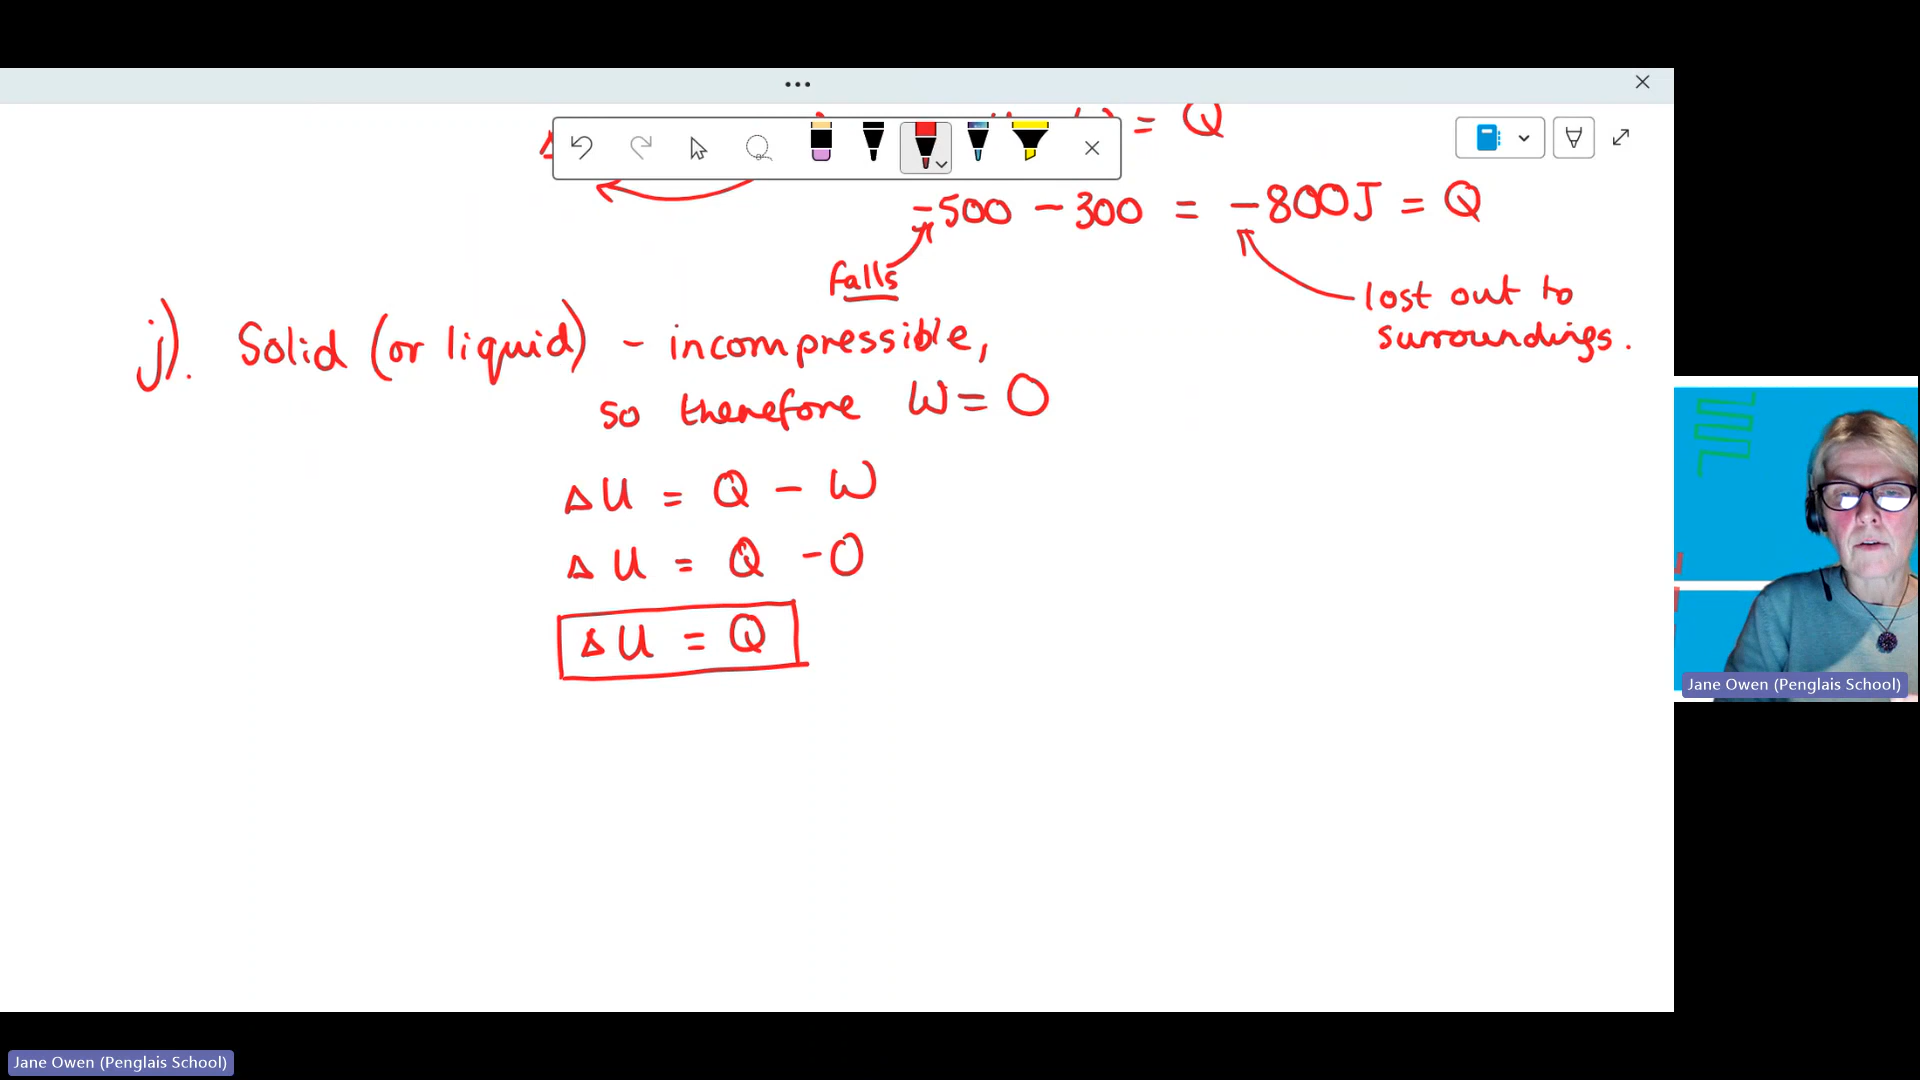 = Q
-500 - 300 = -800J = Q
falls
lost out to
surroundings.
j). Solid (or liquid) - incompressible,
so therefore W = 0
ΔU = Q - W
ΔU = Q - 0
ΔU = Q
Jane Owen (Penglais School)
Jane Owen (Penglais School)